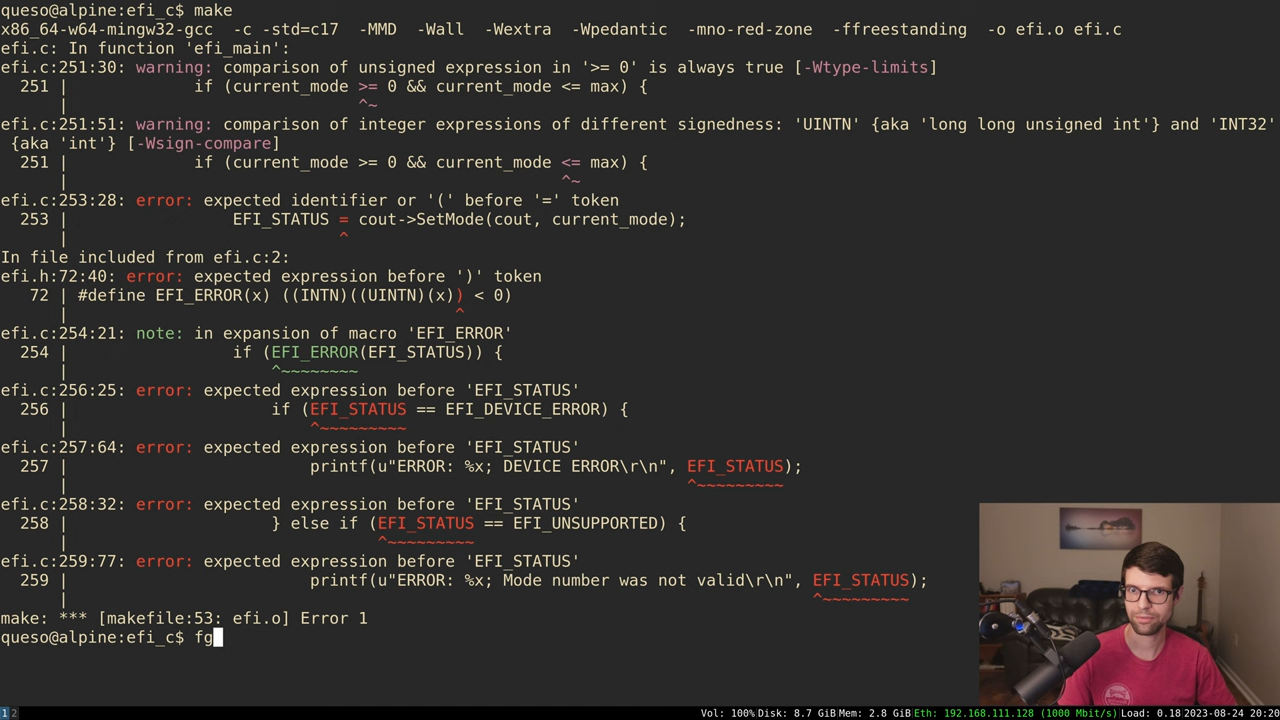 queso@alpine:efi_c$ make
x86_64-w64-mingw32-gcc  -c -std=c17  -MMD  -Wall  -Wextra  -Wpedantic  -mno-red-zone  -ffreestanding  -o efi.o efi.c
efi.c: In function 'efi_main':
efi.c:251:30: warning: comparison of unsigned expression in '>= 0' is always true [-Wtype-limits]
  251 |             if (current_mode >= 0 && current_mode <= max) {
      |                              ^~
efi.c:251:51: warning: comparison of integer expressions of different signedness: 'UINTN' {aka 'long long unsigned int'} and 'INT32'
 {aka 'int'} [-Wsign-compare]
  251 |             if (current_mode >= 0 && current_mode <= max) {
      |                                                   ^~
efi.c:253:28: error: expected identifier or '(' before '=' token
  253 |                 EFI_STATUS = cout->SetMode(cout, current_mode);
      |                            ^
In file included from efi.c:2:
efi.h:72:40: error: expected expression before ')' token
   72 | #define EFI_ERROR(x) ((INTN)((UINTN)(x)) < 0)
      |                                        ^
efi.c:254:21: note: in expansion of macro 'EFI_ERROR'
  254 |                 if (EFI_ERROR(EFI_STATUS)) {
      |                     ^~~~~~~~~
efi.c:256:25: error: expected expression before 'EFI_STATUS'
  256 |                     if (EFI_STATUS == EFI_DEVICE_ERROR) {
      |                         ^~~~~~~~~~
efi.c:257:64: error: expected expression before 'EFI_STATUS'
  257 |                         printf(u"ERROR: %x; DEVICE ERROR\r\n", EFI_STATUS);
      |                                                                ^~~~~~~~~~
efi.c:258:32: error: expected expression before 'EFI_STATUS'
  258 |                     } else if (EFI_STATUS == EFI_UNSUPPORTED) {
      |                                ^~~~~~~~~~
efi.c:259:77: error: expected expression before 'EFI_STATUS'
  259 |                         printf(u"ERROR: %x; Mode number was not valid\r\n", EFI_STATUS);
      |                                                                             ^~~~~~~~~~
make: *** [makefile:53: efi.o] Error 1
queso@alpine:efi_c$ fg
1 2 Vol: 100% Disk: 8.7 GiB Mem: 2.8 GiB Eth: 192.168.111.128 (1000 Mbit/s) Load: 0.18 2023-08-24 20:20